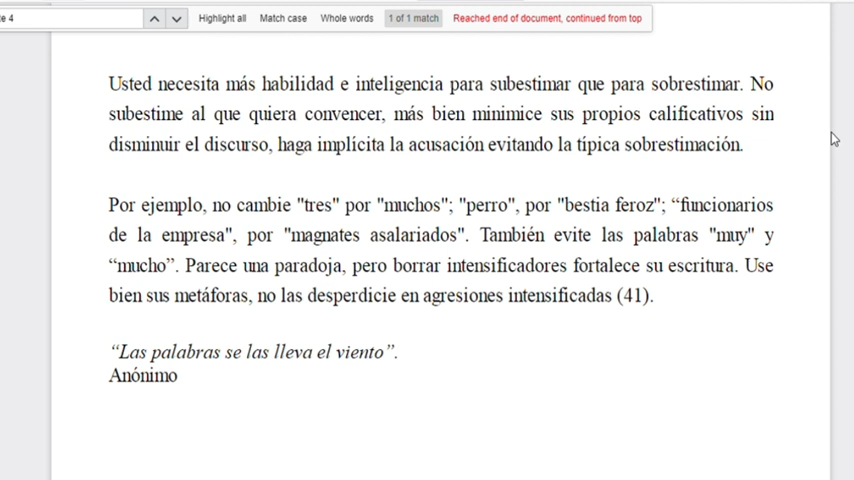 e 4
Highlight all
Match case
Whole words
1 of 1 match
Reached end of document, continued from top
Usted necesita más habilidad e inteligencia para subestimar que para sobrestimar. No
subestime al que quiera convencer, más bien minimice sus propios calificativos sin
disminuir el discurso, haga implícita la acusación evitando la típica sobrestimación.
Por ejemplo, no cambie "tres" por "muchos"; "perro", por "bestia feroz"; “funcionarios
de la empresa", por "magnates asalariados". También evite las palabras "muy" y
“mucho”. Parece una paradoja, pero borrar intensificadores fortalece su escritura. Use
bien sus metáforas, no las desperdicie en agresiones intensificadas (41).
“Las palabras se las lleva el viento”.
Anónimo